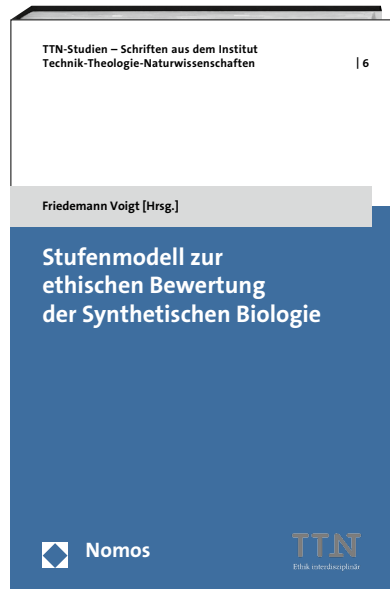 TTN-Studien – Schriften aus dem Institut
Technik-Theologie-Naturwissenschaften | 6
Friedemann Voigt [Hrsg.]
Stufenmodell zur
ethischen Bewertung
der Synthetischen Biologie
Nomos
TTN
Ethik interdisziplinär